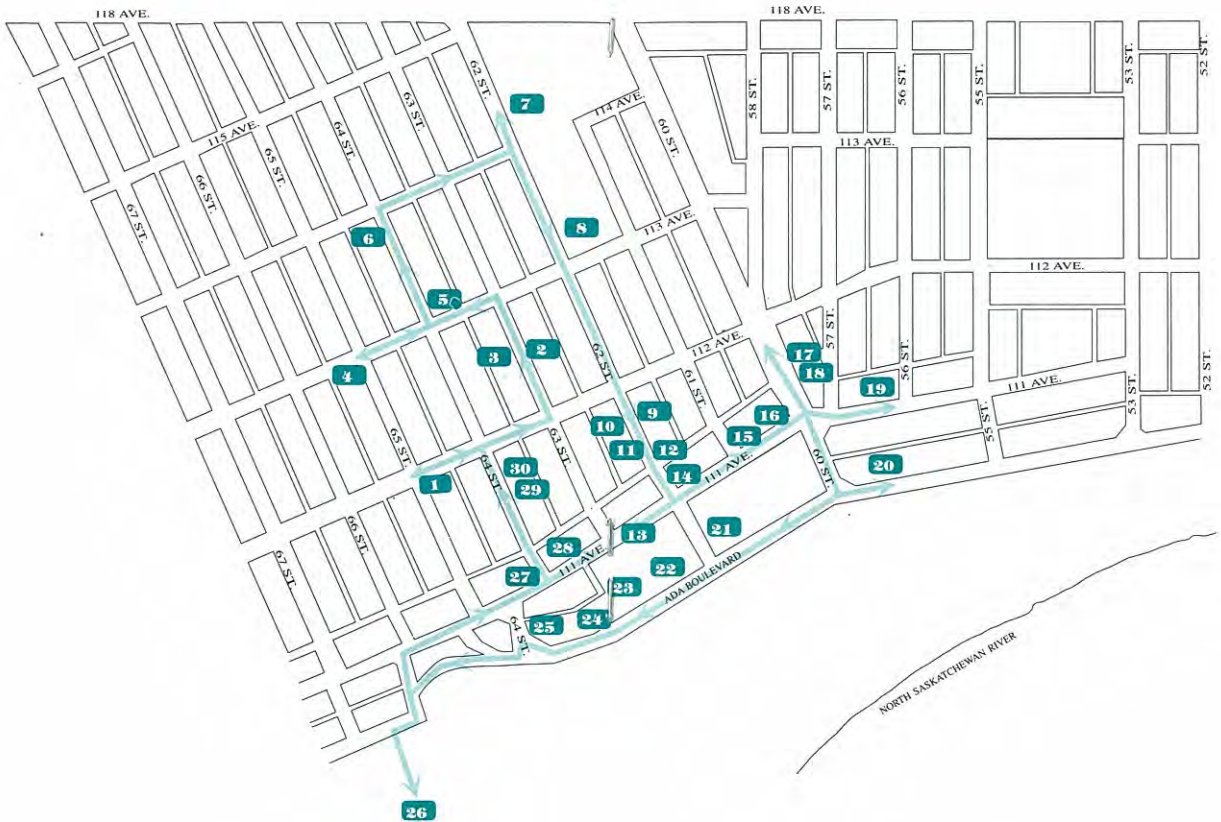 118 AVE.
118 AVE.
62 ST.
63 ST.
64 ST.
115 AVE.
65 ST.
66 ST.
67 ST.
7
114 AVE.
60 ST.
58 ST.
57 ST.
56 ST.
55 ST.
53 ST.
52 ST.
113 AVE.
113 AVE.
8
6
112 AVE.
5
4
3
2
62 ST.
112 AVE.
61 ST.
57 ST.
56 ST.
17
18
19
111 AVE.
55 ST.
53 ST.
52 ST.
9
10
11
12
16
15
14
111 AVE.
60 ST.
20
65 ST.
1
64 ST.
63 ST.
30
29
66 ST.
67 ST.
13
21
28
111 AVE.
27
22
23
ADA BOULEVARD
24
25
64 ST.
NORTH SASKATCHEWAN RIVER
26